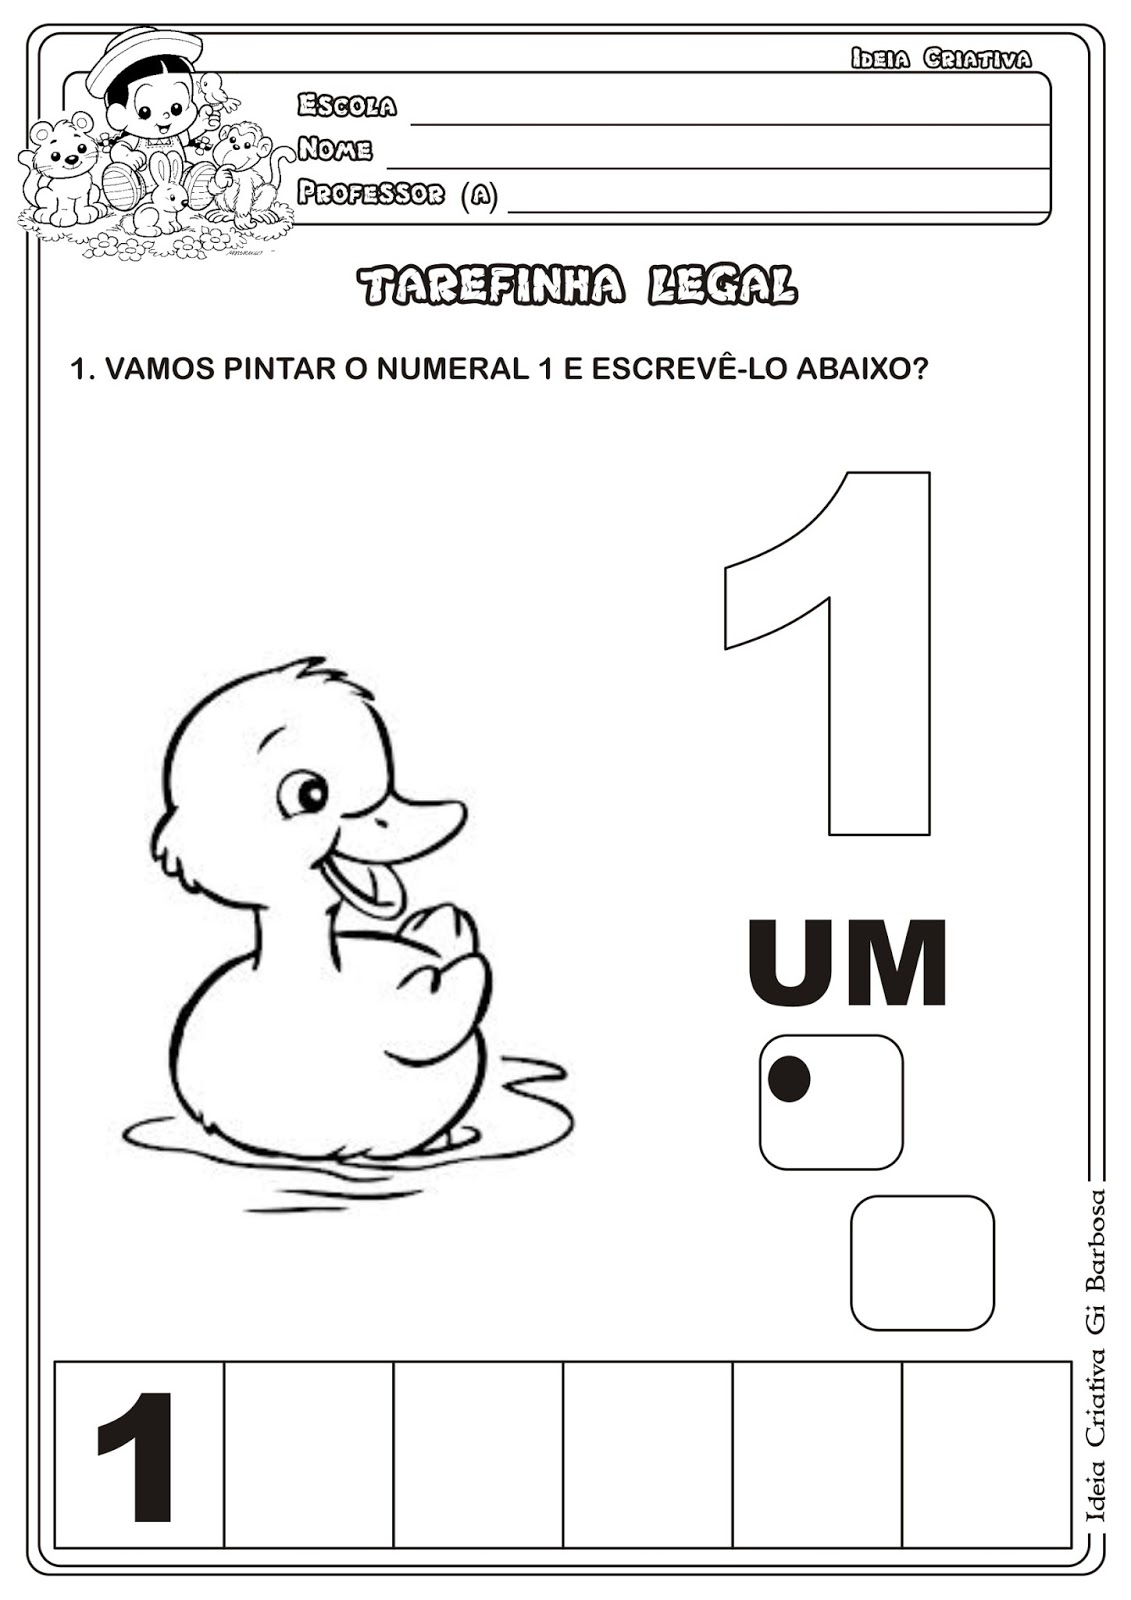 IDEIA CRIATIVA
ESCOLA
NOME
PROFESSOR (A)
TAREFINHA LEGAL
1. VAMOS PINTAR O NUMERAL 1 E ESCREVÊ-LO ABAIXO?
1
UM
1
Ideia Criativa Gi Barbosa